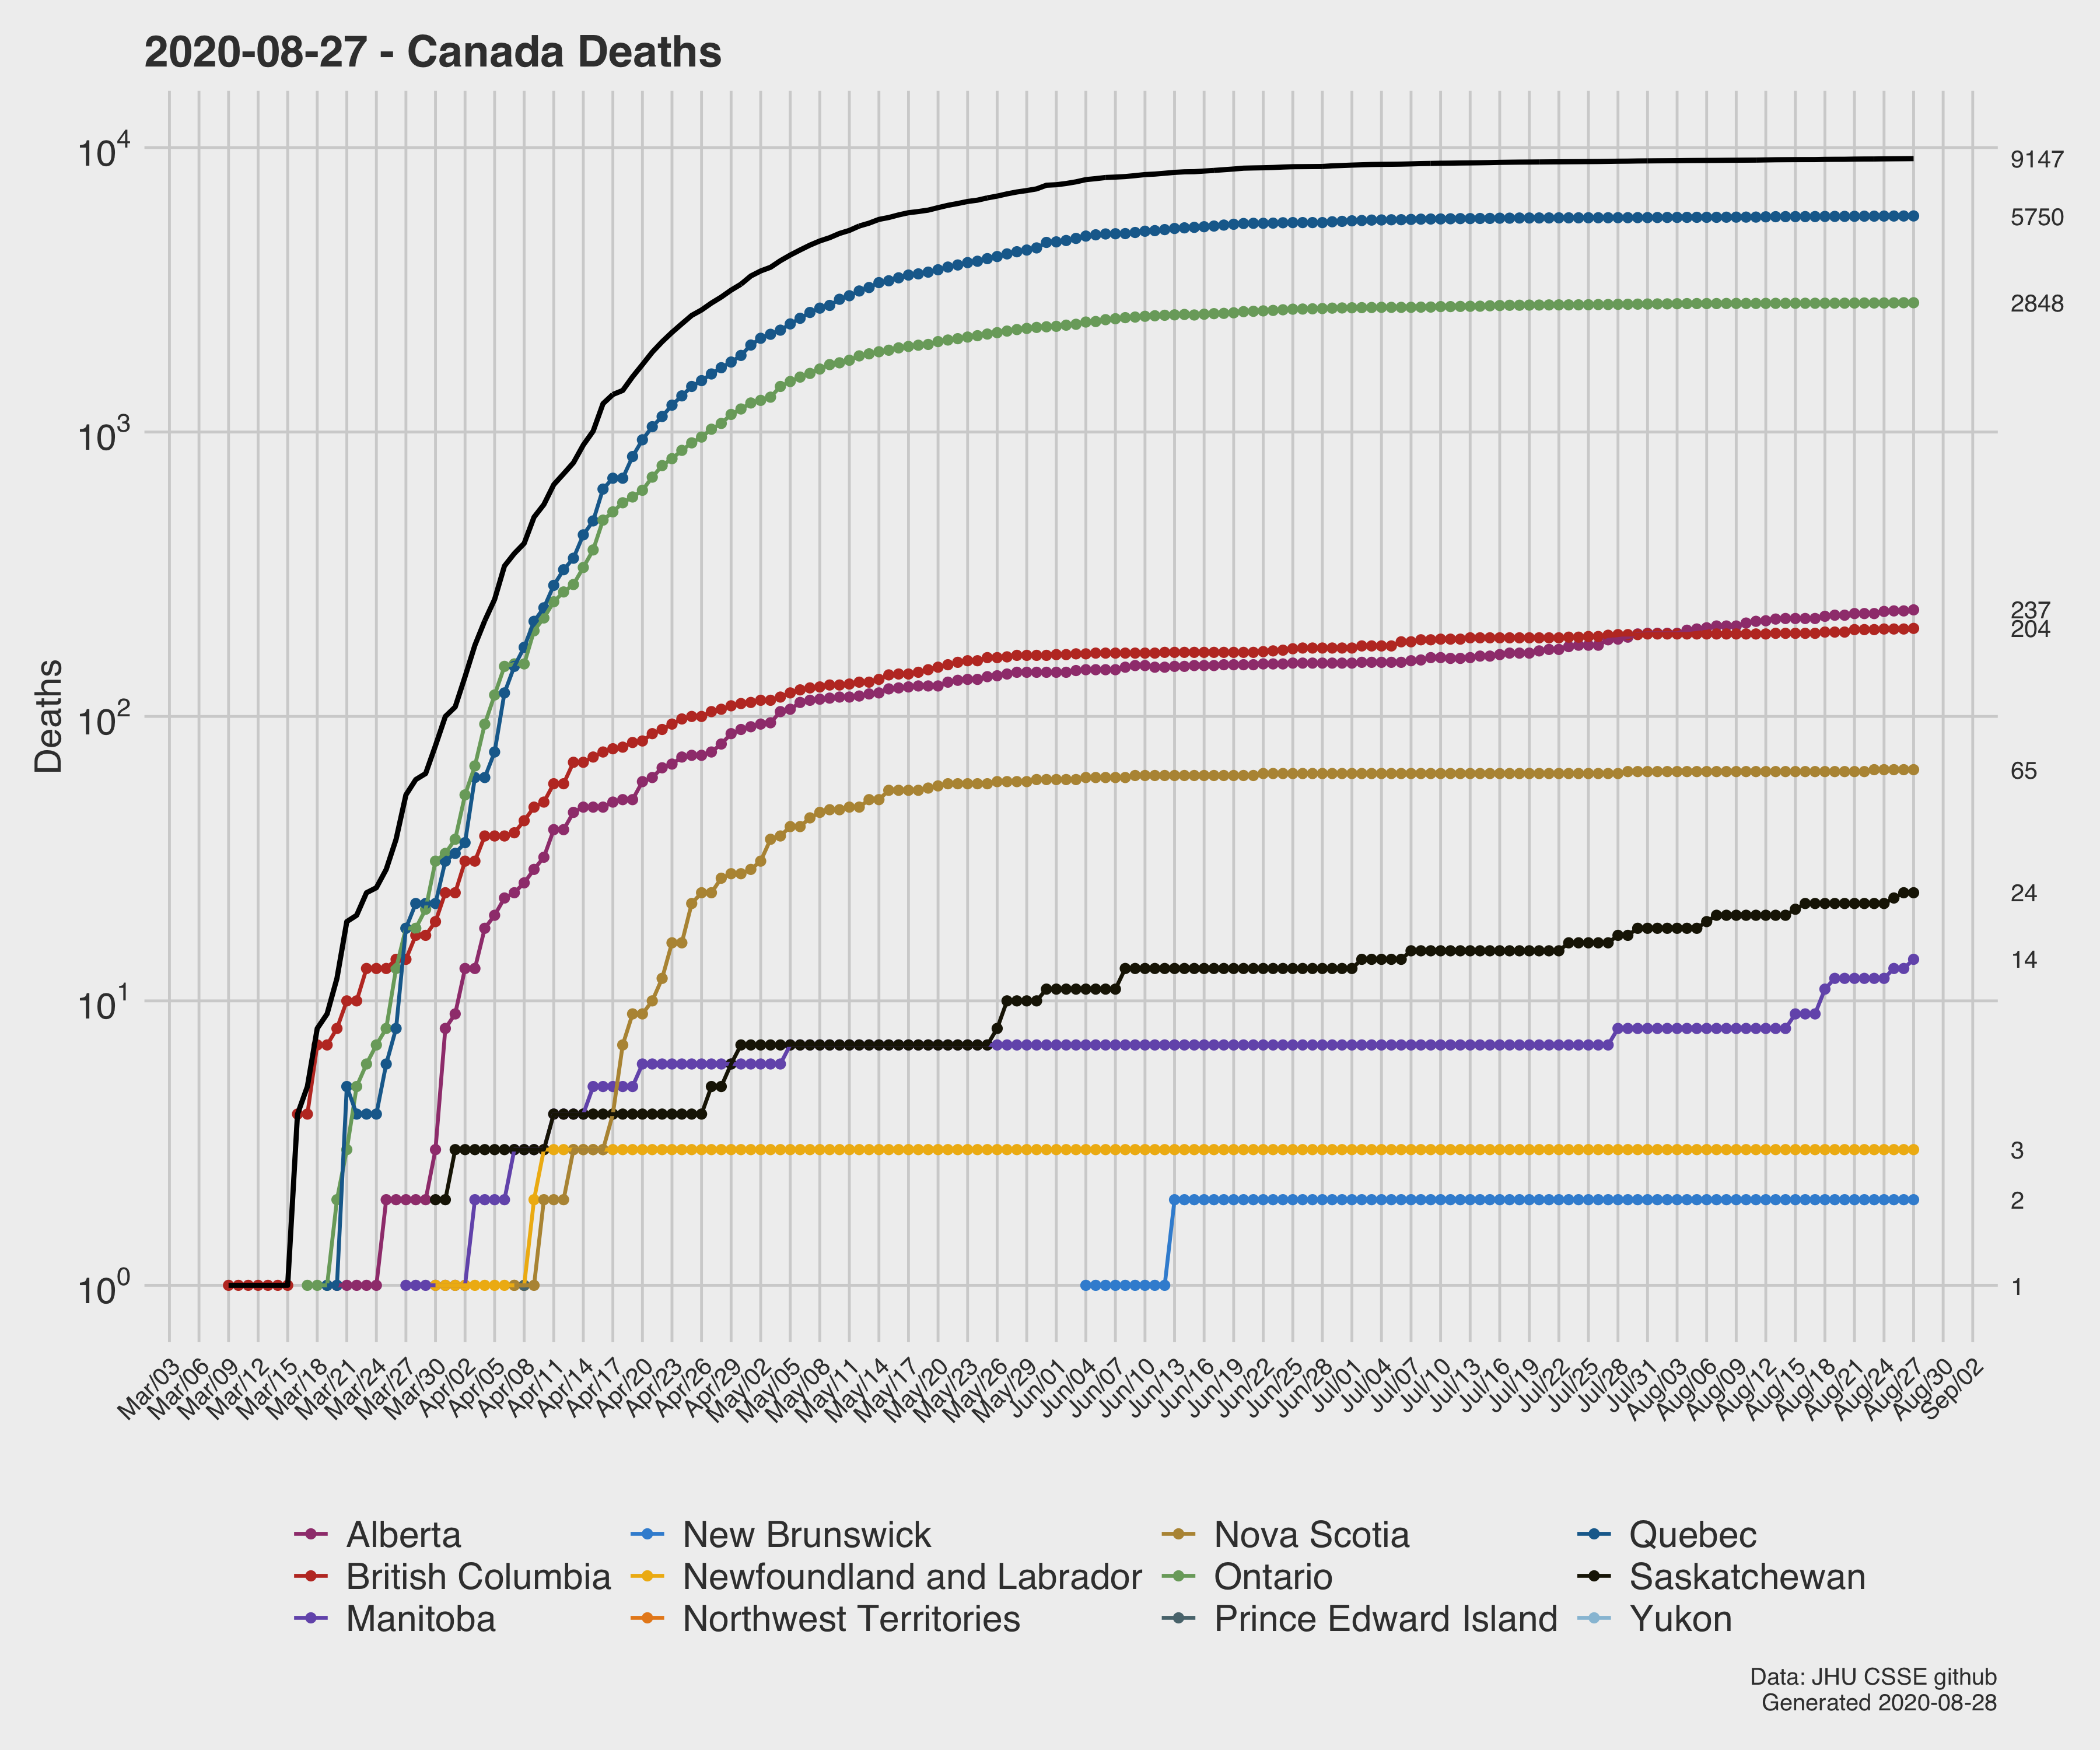 2020-08-27 - Canada Deaths
Deaths
10^4
10^3
10^2
10^1
10^0
9147
5750
2848
237
204
65
24
14
3
2
1
Mar/03
Mar/06
Mar/09
Mar/12
Mar/15
Mar/18
Mar/21
Mar/24
Mar/27
Mar/30
Apr/02
Apr/05
Apr/08
Apr/11
Apr/14
Apr/17
Apr/20
Apr/23
Apr/26
Apr/29
May/02
May/05
May/08
May/11
May/14
May/17
May/20
May/23
May/26
May/29
Jun/01
Jun/04
Jun/07
Jun/10
Jun/13
Jun/16
Jun/19
Jun/22
Jun/25
Jun/28
Jul/01
Jul/04
Jul/07
Jul/10
Jul/13
Jul/16
Jul/19
Jul/22
Jul/25
Jul/28
Jul/31
Aug/03
Aug/06
Aug/09
Aug/12
Aug/15
Aug/18
Aug/21
Aug/24
Aug/27
Aug/30
Sep/02
Alberta New Brunswick Nova Scotia Quebec
British Columbia Newfoundland and Labrador Ontario Saskatchewan
Manitoba Northwest Territories Prince Edward Island Yukon
Data: JHU CSSE github
Generated 2020-08-28